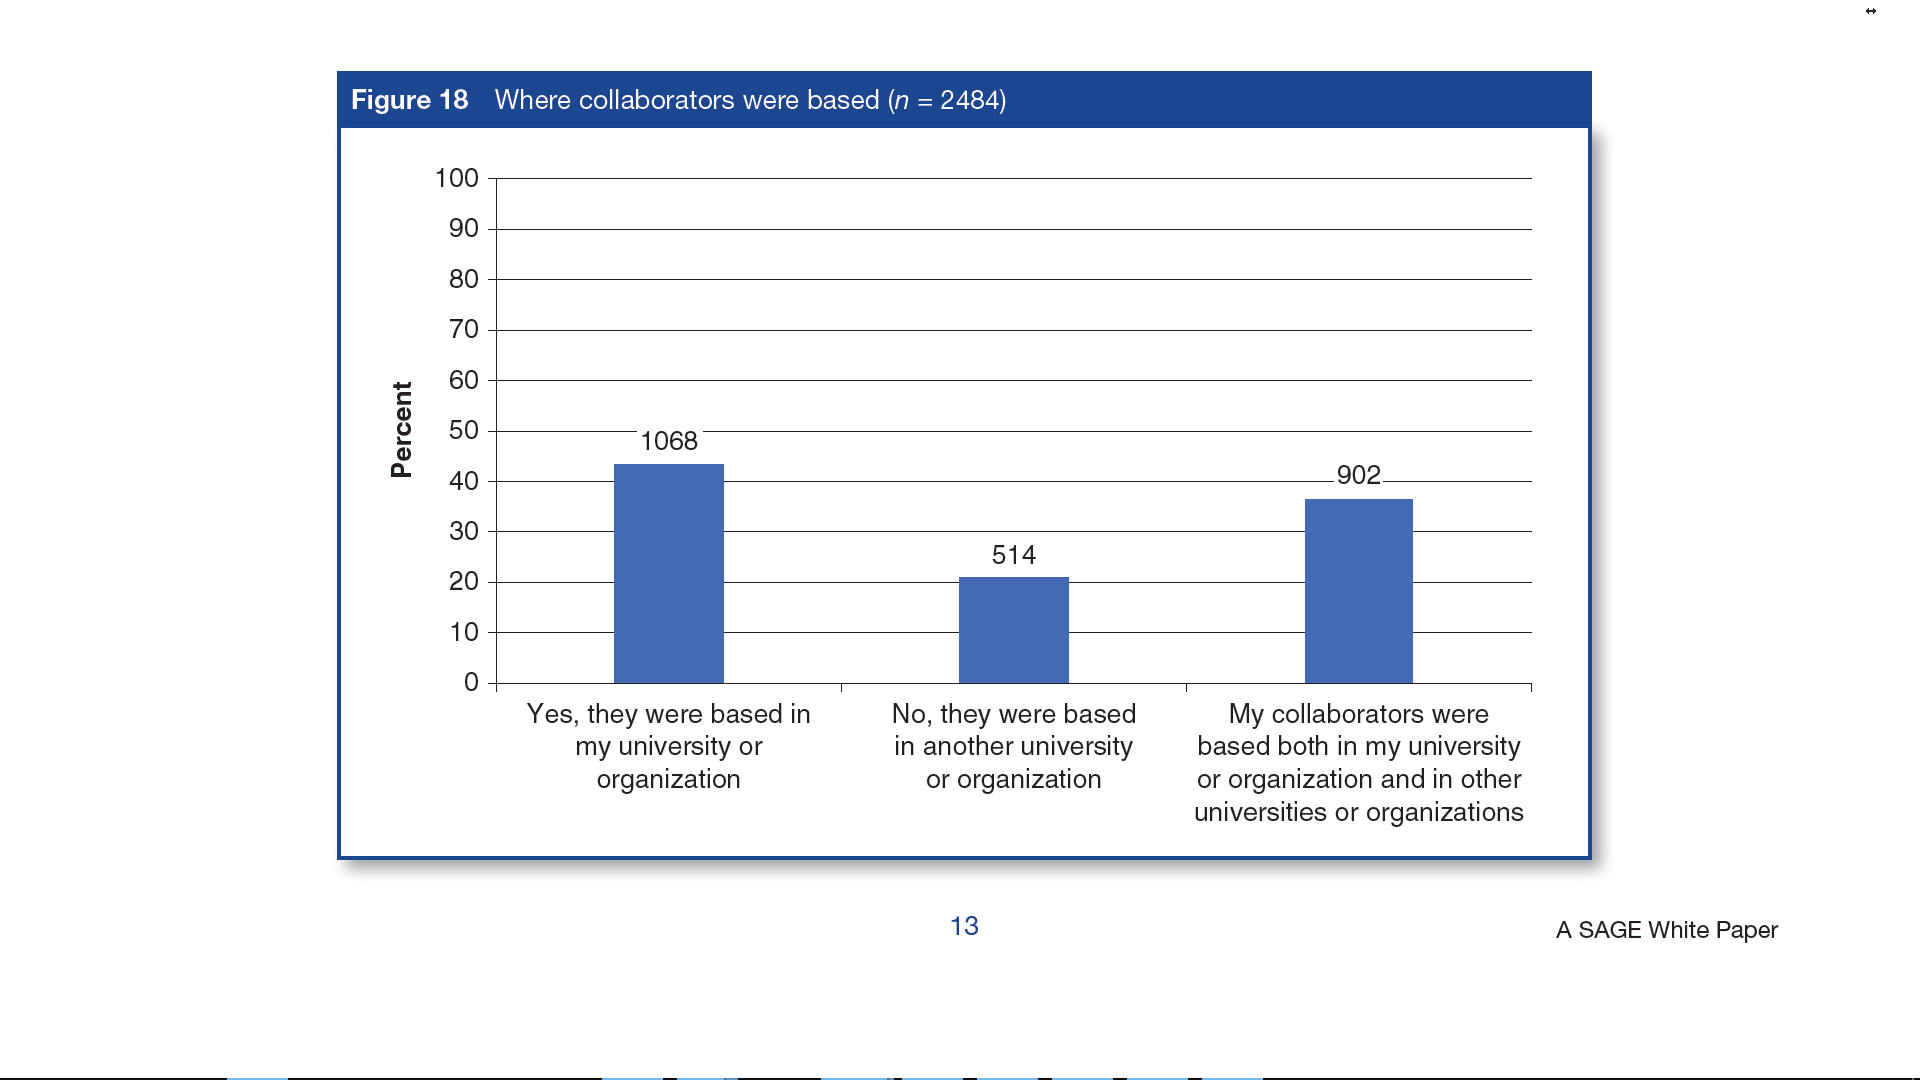 Figure 18 Where collaborators were based (n = 2484)
100
90
80
70
60
50
40
30
20
10
0
Percent
1068
514
902
Yes, they were based in
my university or
organization
No, they were based
in another university
or organization
My collaborators were
based both in my university
or organization and in other
universities or organizations
13
A SAGE White Paper